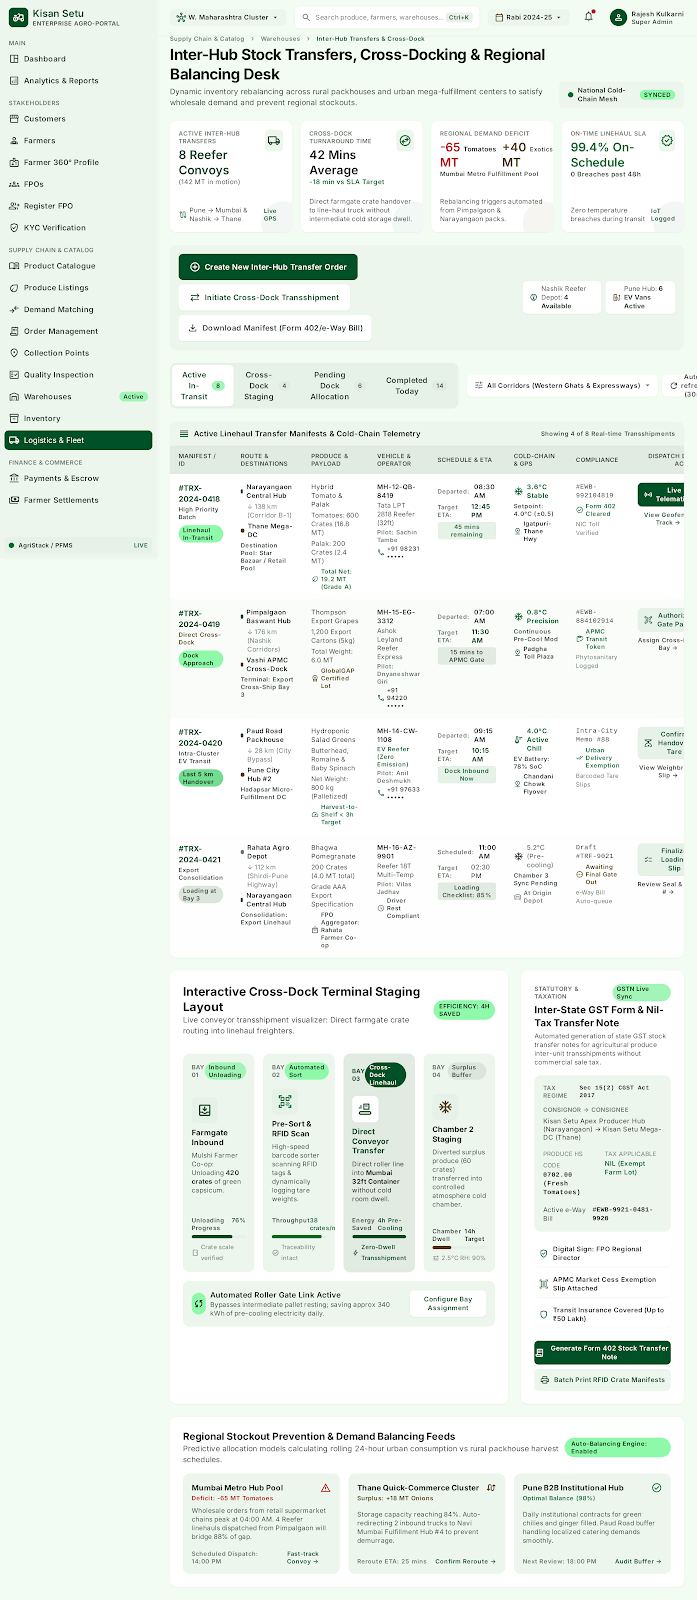 Kisan Setu
ENTERPRISE AGRO-PORTAL
MAIN
Dashboard
Analytics & Reports
STAKEHOLDERS
Customers
Farmers
Farmer 360° Profile
FPOs
Register FPO
KYC Verification
SUPPLY CHAIN & CATALOG
Product Catalogue
Produce Listings
Demand Matching
Order Management
Collection Points
Quality Inspection
Warehouses Active
Inventory
Logistics & Fleet
FINANCE & COMMERCE
Payments & Escrow
Farmer Settlements
AgriStack / PFMS LIVE
W. Maharashtra Cluster
Search produce, farmers, warehouses... Ctrl+K
Rabi 2024-25
Rajesh Kulkarni
Super Admin
Supply Chain & Catalog › Warehouses › Inter-Hub Transfers & Cross-Dock
Inter-Hub Stock Transfers, Cross-Docking & Regional
Balancing Desk
Dynamic inventory rebalancing across rural packhouses and urban mega-fulfillment centers to satisfy
wholesale demand and prevent regional stockouts.
National Cold-
Chain Mesh
SYNCED
ACTIVE INTER-HUB
TRANSFERS
8 Reefer
Convoys
(142 MT in motion)
Pune → Mumbai &
Nashik → Thane
Live
GPS
CROSS-DOCK
TURNAROUND TIME
42 Mins
Average
-18 min vs SLA Target
Direct farmgate crate handover
to line-haul truck without
intermediate cold storage dwell.
REGIONAL DEMAND DEFICIT
-65 Tomatoes +40 Exotics
MT MT
Mumbai Metro Fulfillment Pool
Rebalancing triggers automated
from Pimpalgaon &
Narayangaon packs.
ON-TIME LINEHAUL SLA
99.4% On-
Schedule
0 Breaches past 48h
Zero temperature
breaches during transit
IoT
Logged
Create New Inter-Hub Transfer Order
Initiate Cross-Dock Transshipment
Download Manifest (Form 402/e-Way Bill)
Nashik Reefer
Depot: 4
Available
Pune Hub: 6
EV Vans
Active
Active
In-
Transit
8
Cross-
Dock
Staging
4
Pending
Dock
Allocation
6
Completed
Today
14
All Corridors (Western Ghats & Expressways)
Auto
refre
(30
Active Linehaul Transfer Manifests & Cold-Chain Telemetry
Showing 4 of 8 Real-time Transshipments
MANIFEST /
ID
ROUTE &
DESTINATIONS
PRODUCE &
PAYLOAD
VEHICLE &
OPERATOR
SCHEDULE & ETA
COLD-CHAIN
& GPS
COMPLIANCE
DISPATCH D
AC
#TRX-
2024-0418
High Priority
Batch
Linehaul
In-Transit
Narayangaon
Central Hub
↓ 138 km
(Corridor B-1)
Thane Mega-
DC
Destination
Pool: Star
Bazaar / Retail
Pool
Hybrid
Tomato &
Palak
Tomatoes: 600
Crates (16.8
MT)
Palak: 200
Crates (2.4
MT)
Total Net:
19.2 MT
(Grade A)
MH-12-QB-
8419
Tata LPT
2818 Reefer
(32ft)
Pilot: Sachin
Tambe
+91 98231
•••••
Departed: 08:30
AM
Target
ETA: 12:45
PM
45 mins
remaining
3.6°C
Stable
Setpoint:
4.0°C (±0.5)
Igatpuri-
Thane
Hwy
#EWB-
992104819
Form 402
Cleared
NIC Toll
Verified
Live
Telemati
View Geofen
Track →
#TRX-
2024-0419
Direct Cross-
Dock
Dock
Approach
Pimpalgaon
Baswant Hub
↓ 176 km
(Nashik
Corridors)
Vashi APMC
Cross-Dock
Terminal: Export
Cross-Ship Bay
3
Thompson
Export Grapes
1,200 Export
Cartons (5kg)
Total Weight:
6.0 MT
GlobalGAP
Certified
Lot
MH-15-EG-
3312
Ashok
Leyland
Reefer
Express
Pilot:
Dnyaneshwar
Giri
+91
94220
•••••
Departed: 07:00
AM
Target
ETA: 11:30
AM
15 mins to
APMC Gate
0.8°C
Precision
Continuous
Pre-Cool Mod
Padgha
Toll Plaza
#EWB-
884102914
APMC
Transit
Token
Phytosanitary
Logged
Authoriz
Gate Pa
Assign Cross-
Bay →
#TRX-
2024-0420
Intra-Cluster
EV Transit
Last 5 km
Handover
Paud Road
Packhouse
↓ 28 km (City
Bypass)
Pune City
Hub #2
Hadapsar Micro-
Fulfillment DC
Hydroponic
Salad Greens
Butterhead,
Romaine &
Baby Spinach
Net Weight:
800 kg
(Palletized)
Harvest-to-
Shelf < 3h
Target
MH-14-CW-
1108
EV Reefer
(Zero
Emission)
Pilot: Anil
Deshmukh
+91 97633
•••••
Departed: 09:15
AM
Target
ETA: 10:15
AM
Dock Inbound
Now
4.0°C
Active
Chill
EV Battery:
78% SoC
Chandani
Chowk
Flyover
Intra-City
Memo #88
Urban
Delivery
Exemption
Barcoded Tare
Slips
Confirm
Handov
Tare
View Weighbr
Slip →
#TRX-
2024-0421
Export
Consolidation
Loading at
Bay 3
Rahata Agro
Depot
↓ 112 km
(Shirdi-Pune
Highway)
Narayangaon
Central Hub
Consolidation:
Export Linehaul
Bhagwa
Pomegranate
200 Crates
(4.0 MT total)
Grade AAA
Export
Specification
FPO
Aggregator:
Rahata
Farmer Co-
op
MH-16-AZ-
9901
Reefer 18T
Multi-Temp
Pilot: Vilas
Jadhav
Driver
Rest
Compliant
Scheduled: 11:00
AM
Target
ETA: 02:30
PM
Loading
Checklist: 85%
5.2°C
(Pre-
cooling)
Chamber 3
Sync Pending
At Origin
Depot
Draft
#TRF-9021
Awaiting
Final Gate
Out
e-Way Bill
Auto-queue
Finaliz
Loading
Slip
Review Seal &
# →
Interactive Cross-Dock Terminal Staging
Layout
Live conveyor transshipment visualizer: Direct farmgate crate
routing into linehaul freighters.
EFFICIENCY: 4H
SAVED
BAY
01
Inbound
Unloading
Farmgate
Inbound
Mulshi Farmer
Co-op:
Unloading 420
crates of green
capsicum.
Unloading
Progress
76%
Crate scale
verified
BAY
02
Automated
Sort
Pre-Sort &
RFID Scan
High-speed
barcode sorter
scanning RFID
tags &
dynamically
logging tare
weights.
Throughput 38
crates/m
Traceability
intact
BAY
03
Cross-
Dock
Linehaul
Direct
Conveyor
Transfer
Direct roller line
into Mumbai
32ft Container
without cold
room dwell.
Energy
Saved
4h Pre-
Cooling
Zero-Dwell
Transshipment
BAY
04
Surplus
Buffer
Chamber 2
Staging
Diverted surplus
produce (60
crates)
transferred into
controlled
atmosphere cold
chamber.
Chamber
Dwell
14h
Target
2.5°C RH: 90%
Automated Roller Gate Link Active
Bypasses intermediate pallet resting; saving approx 340
kWh of pre-cooling electricity daily.
Configure Bay
Assignment
STATUTORY &
TAXATION
GSTN Live
Sync
Inter-State GST Form & Nil-
Tax Transfer Note
Automated generation of state GST stock
transfer notes for agricultural produce
inter-unit transshipments without
commercial sale tax.
TAX
REGIME
Sec 15(2) CGST Act
2017
CONSIGNOR → CONSIGNEE
Kisan Setu Apex Producer Hub
(Narayangaon) → Kisan Setu Mega-
DC (Thane)
PRODUCE HS
CODE
0702.00
(Fresh
Tomatoes)
TAX APPLICABLE
NIL (Exempt
Farm Lot)
Active e-Way
Bill
#EWB-9921-0481-
9920
Digital Sign: FPO Regional
Director
APMC Market Cess Exemption
Slip Attached
Transit Insurance Covered (Up to
₹50 Lakh)
Generate Form 402 Stock Transfer
Note
Batch Print RFID Crate Manifests
Regional Stockout Prevention & Demand Balancing Feeds
Predictive allocation models calculating rolling 24-hour urban consumption vs rural packhouse harvest
schedules.
Auto-Balancing Engine:
Enabled
Mumbai Metro Hub Pool
Deficit: -65 MT Tomatoes
Wholesale orders from retail supermarket
chains peak at 04:00 AM. 4 Reefer
linehauls dispatched from Pimpalgaon will
bridge 88% of gap.
Scheduled Dispatch:
14:00 PM
Fast-track
Convoy →
Thane Quick-Commerce Cluster
Surplus: +18 MT Onions
Storage capacity reaching 84%. Auto-
redirecting 2 inbound trucks to Navi
Mumbai Fulfillment Hub #4 to prevent
demurrage.
Reroute ETA: 25 mins
Confirm Reroute →
Pune B2B Institutional Hub
Optimal Balance (98%)
Daily institutional contracts for green
chilies and ginger filled. Paud Road buffer
handling localized catering demands
smoothly.
Next Review: 18:00 PM
Audit Buffer →